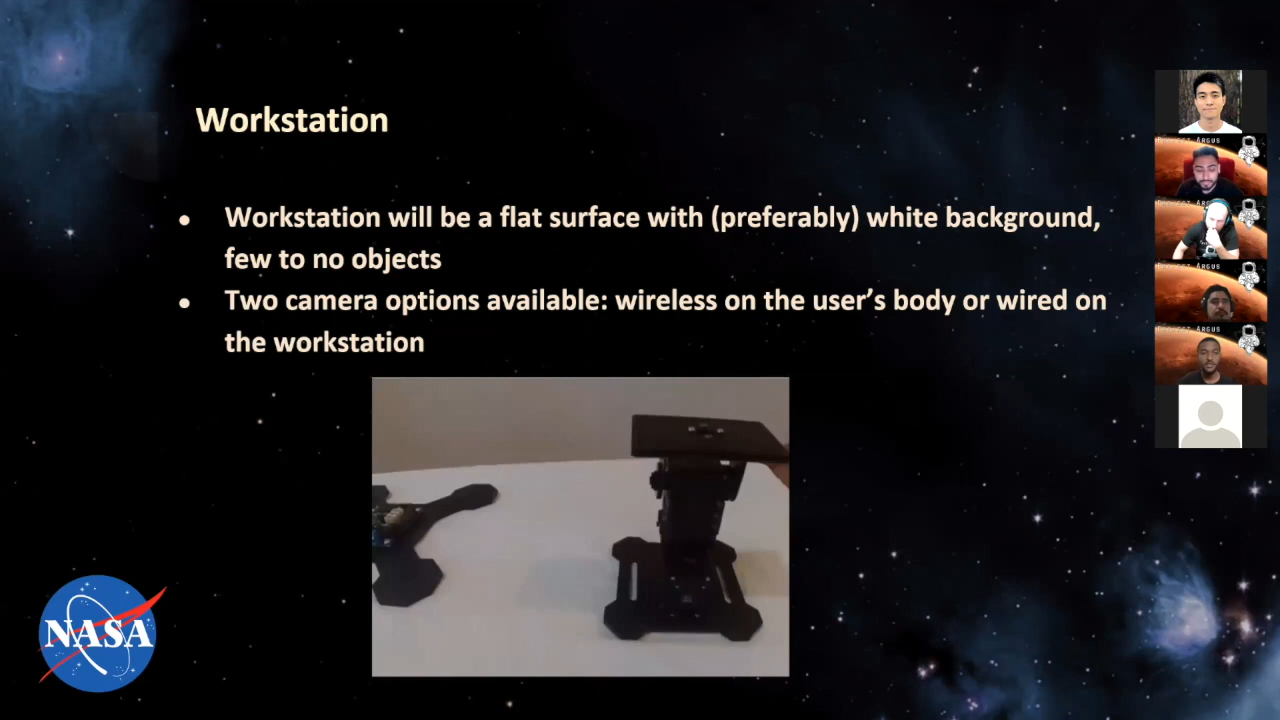 Workstation
● Workstation will be a flat surface with (preferably) white background,
few to no objects
● Two camera options available: wireless on the user’s body or wired on
the workstation
NASA